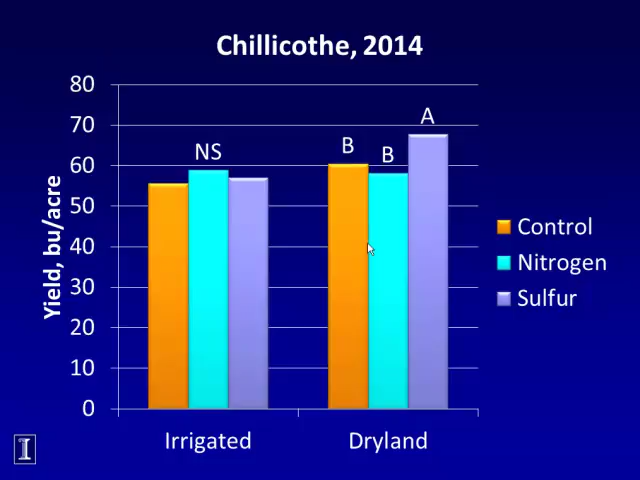 Chillicothe, 2014
Yield, bu/acre
80
70
60
50
40
30
20
10
0
NS
B
B
A
Irrigated
Dryland
Control
Nitrogen
Sulfur
I